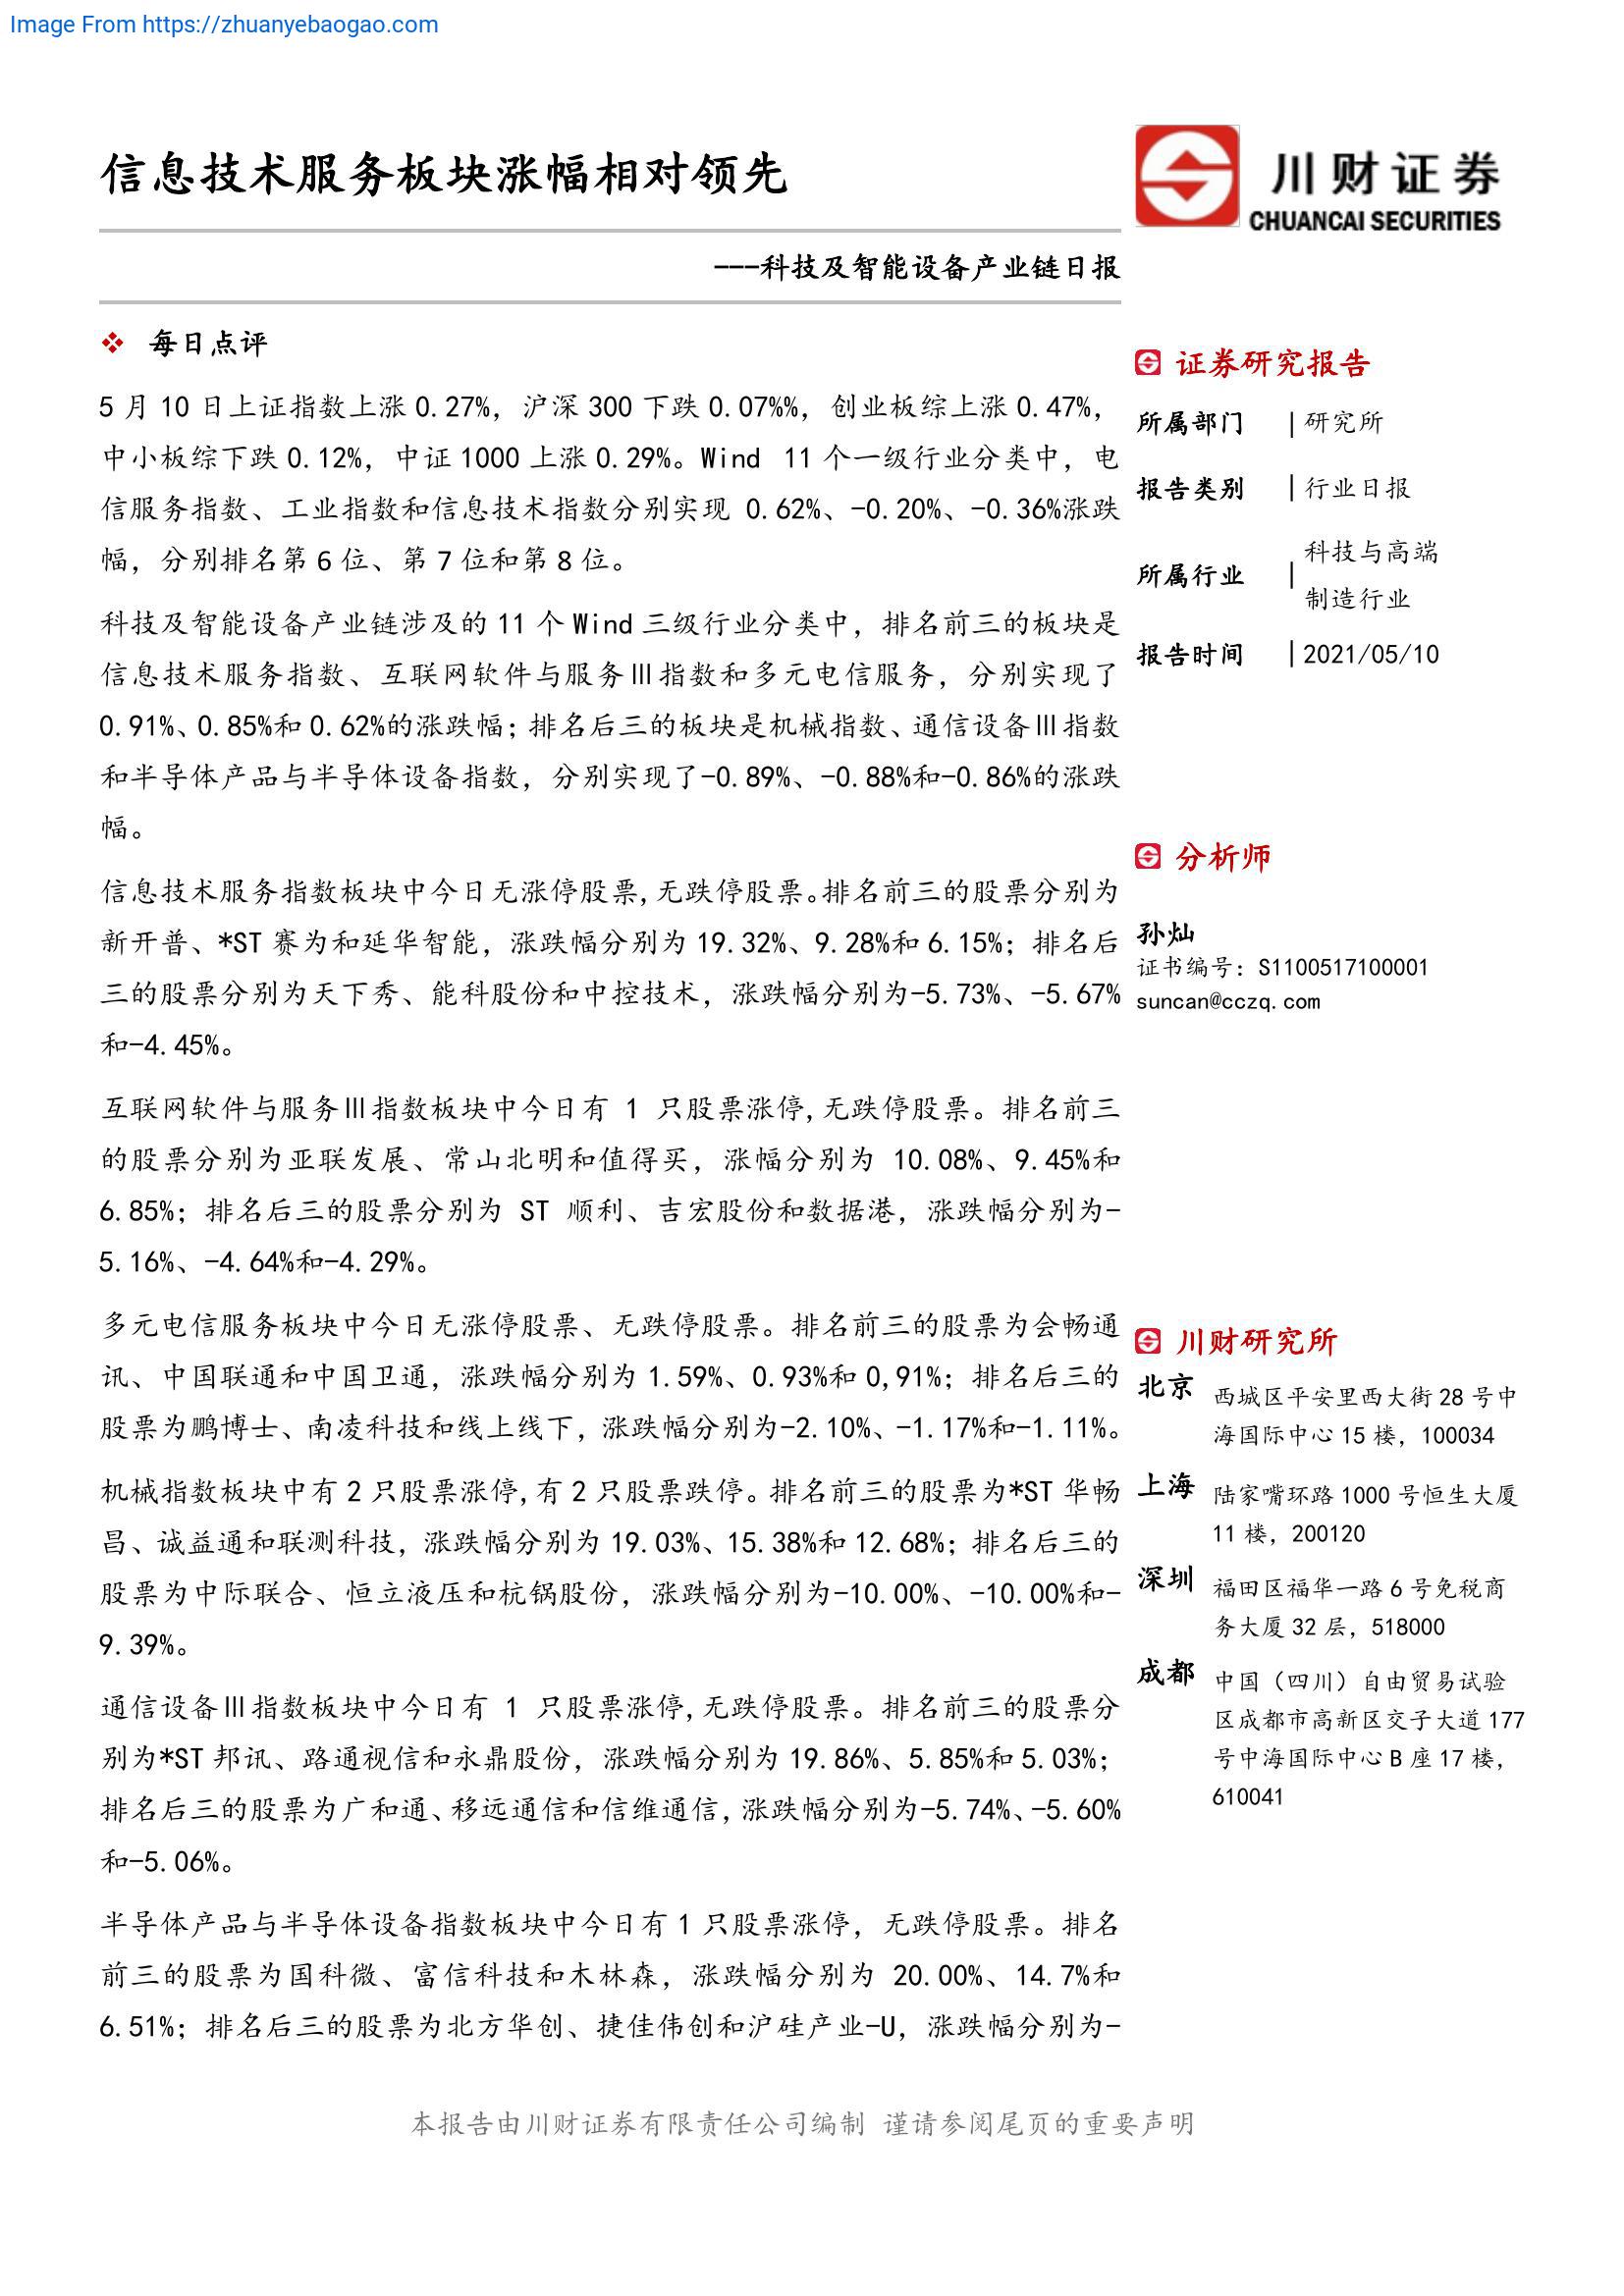 Image From https://zhuanyebaogao.com
信息技术服务板块涨幅相对领先
川财证券
CHUANCAI SECURITIES
---科技及智能设备产业链日报
❖ 每日点评
5 月 10 日上证指数上涨 0.27%，沪深 300 下跌 0.07%%，创业板综上涨 0.47%，
中小板综下跌 0.12%，中证 1000 上涨 0.29%。Wind 11 个一级行业分类中，电
信服务指数、工业指数和信息技术指数分别实现 0.62%、-0.20%、-0.36%涨跌
幅，分别排名第 6 位、第 7 位和第 8 位。
科技及智能设备产业链涉及的 11 个 Wind 三级行业分类中，排名前三的板块是
信息技术服务指数、互联网软件与服务Ⅲ指数和多元电信服务，分别实现了
0.91%、0.85%和 0.62%的涨跌幅；排名后三的板块是机械指数、通信设备Ⅲ指数
和半导体产品与半导体设备指数，分别实现了-0.89%、-0.88%和-0.86%的涨跌
幅。
信息技术服务指数板块中今日无涨停股票,无跌停股票。排名前三的股票分别为
新开普、*ST 赛为和延华智能，涨跌幅分别为 19.32%、9.28%和 6.15%；排名后
三的股票分别为天下秀、能科股份和中控技术，涨跌幅分别为-5.73%、-5.67%
和-4.45%。
互联网软件与服务Ⅲ指数板块中今日有 1 只股票涨停,无跌停股票。排名前三
的股票分别为亚联发展、常山北明和值得买，涨幅分别为 10.08%、9.45%和
6.85%；排名后三的股票分别为 ST 顺利、吉宏股份和数据港，涨跌幅分别为-
5.16%、-4.64%和-4.29%。
多元电信服务板块中今日无涨停股票、无跌停股票。排名前三的股票为会畅通
讯、中国联通和中国卫通，涨跌幅分别为 1.59%、0.93%和 0,91%；排名后三的
股票为鹏博士、南凌科技和线上线下，涨跌幅分别为-2.10%、-1.17%和-1.11%。
机械指数板块中有 2 只股票涨停,有 2 只股票跌停。排名前三的股票为*ST 华畅
昌、诚益通和联测科技，涨跌幅分别为 19.03%、15.38%和 12.68%；排名后三的
股票为中际联合、恒立液压和杭锅股份，涨跌幅分别为-10.00%、-10.00%和-
9.39%。
通信设备Ⅲ指数板块中今日有 1 只股票涨停,无跌停股票。排名前三的股票分
别为*ST 邦讯、路通视信和永鼎股份，涨跌幅分别为 19.86%、5.85%和 5.03%；
排名后三的股票为广和通、移远通信和信维通信,涨跌幅分别为-5.74%、-5.60%
和-5.06%。
半导体产品与半导体设备指数板块中今日有 1 只股票涨停，无跌停股票。排名
前三的股票为国科微、富信科技和木林森，涨跌幅分别为 20.00%、14.7%和
6.51%；排名后三的股票为北方华创、捷佳伟创和沪硅产业-U，涨跌幅分别为-
证券研究报告
所属部门 | 研究所
报告类别 | 行业日报
所属行业 | 科技与高端
制造行业
报告时间 | 2021/05/10
分析师
孙灿
证书编号：S1100517100001
suncan@cczq.com
川财研究所
北京 西城区平安里西大街 28 号中
海国际中心 15 楼，100034
上海 陆家嘴环路 1000 号恒生大厦
11 楼，200120
深圳 福田区福华一路 6 号免税商
务大厦 32 层，518000
成都 中国（四川）自由贸易试验
区成都市高新区交子大道 177
号中海国际中心 B 座 17 楼，
610041
本报告由川财证券有限责任公司编制 谨请参阅尾页的重要声明